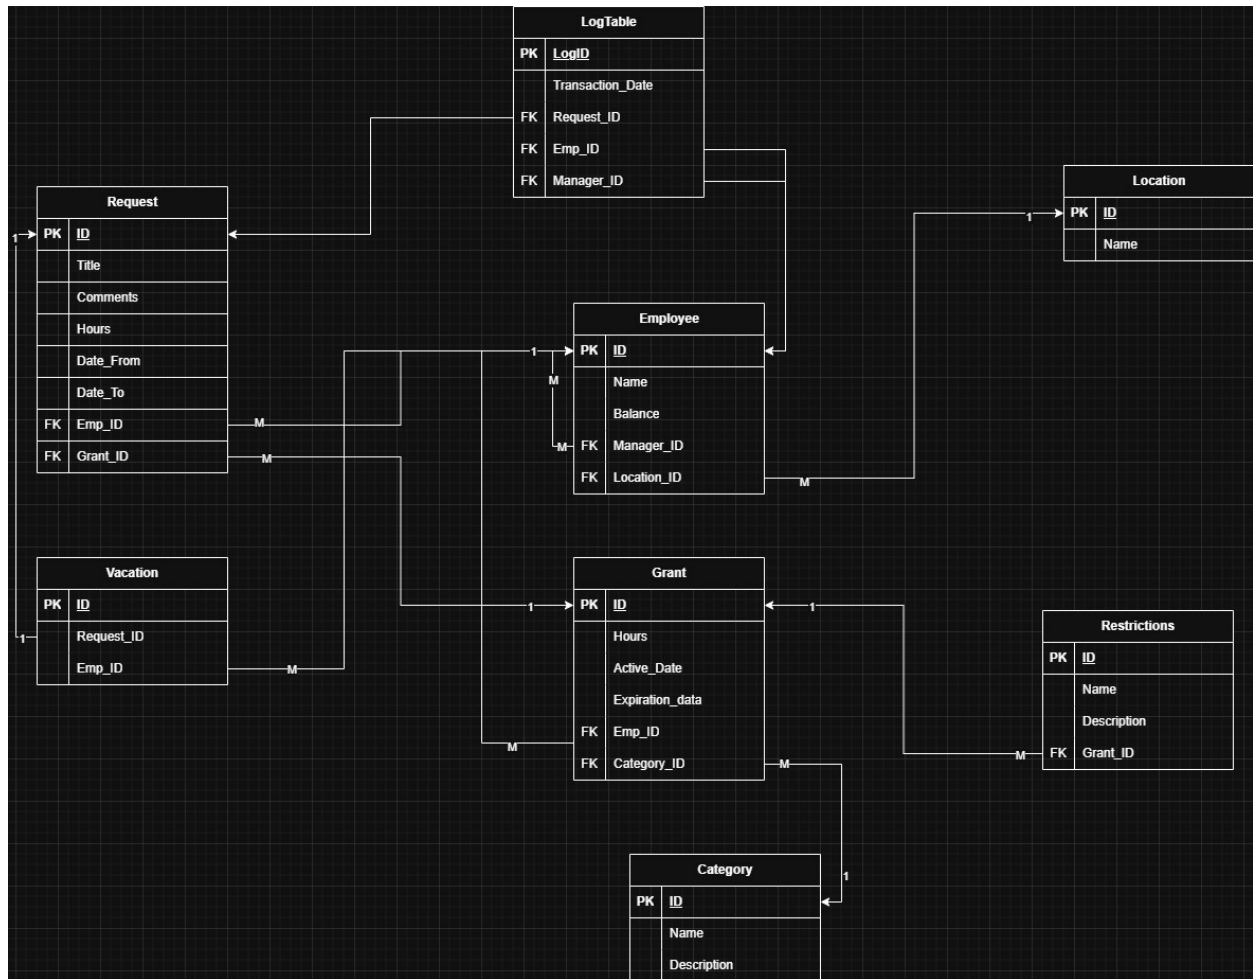 LogTable
PK LogID
Transaction_Date
FK Request_ID
FK Emp_ID
FK Manager_ID
Location
PK ID
Name
1
Request
PK ID
Title
Comments
Hours
Date_From
Date_To
FK Emp_ID
FK Grant_ID
1
M
M
Employee
PK ID
Name
Balance
FK Manager_ID
FK Location_ID
1
M
M
M
Vacation
PK ID
Request_ID
Emp_ID
1
M
Grant
PK ID
Hours
Active_Date
Expiration_data
FK Emp_ID
FK Category_ID
1
1
M
M
Restrictions
PK ID
Name
Description
FK Grant_ID
M
Category
PK ID
Name
Description
1